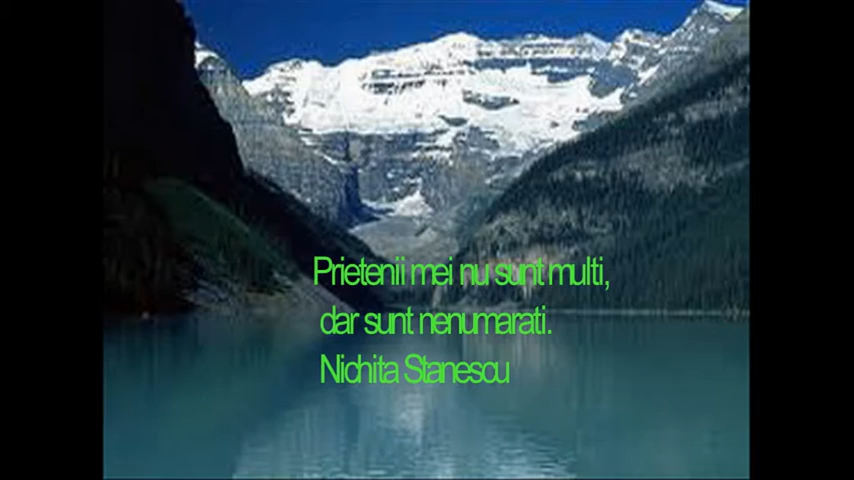 Prietenii mei nu sunt multi,
dar sunt nenumarati.
Nichita Stanescu